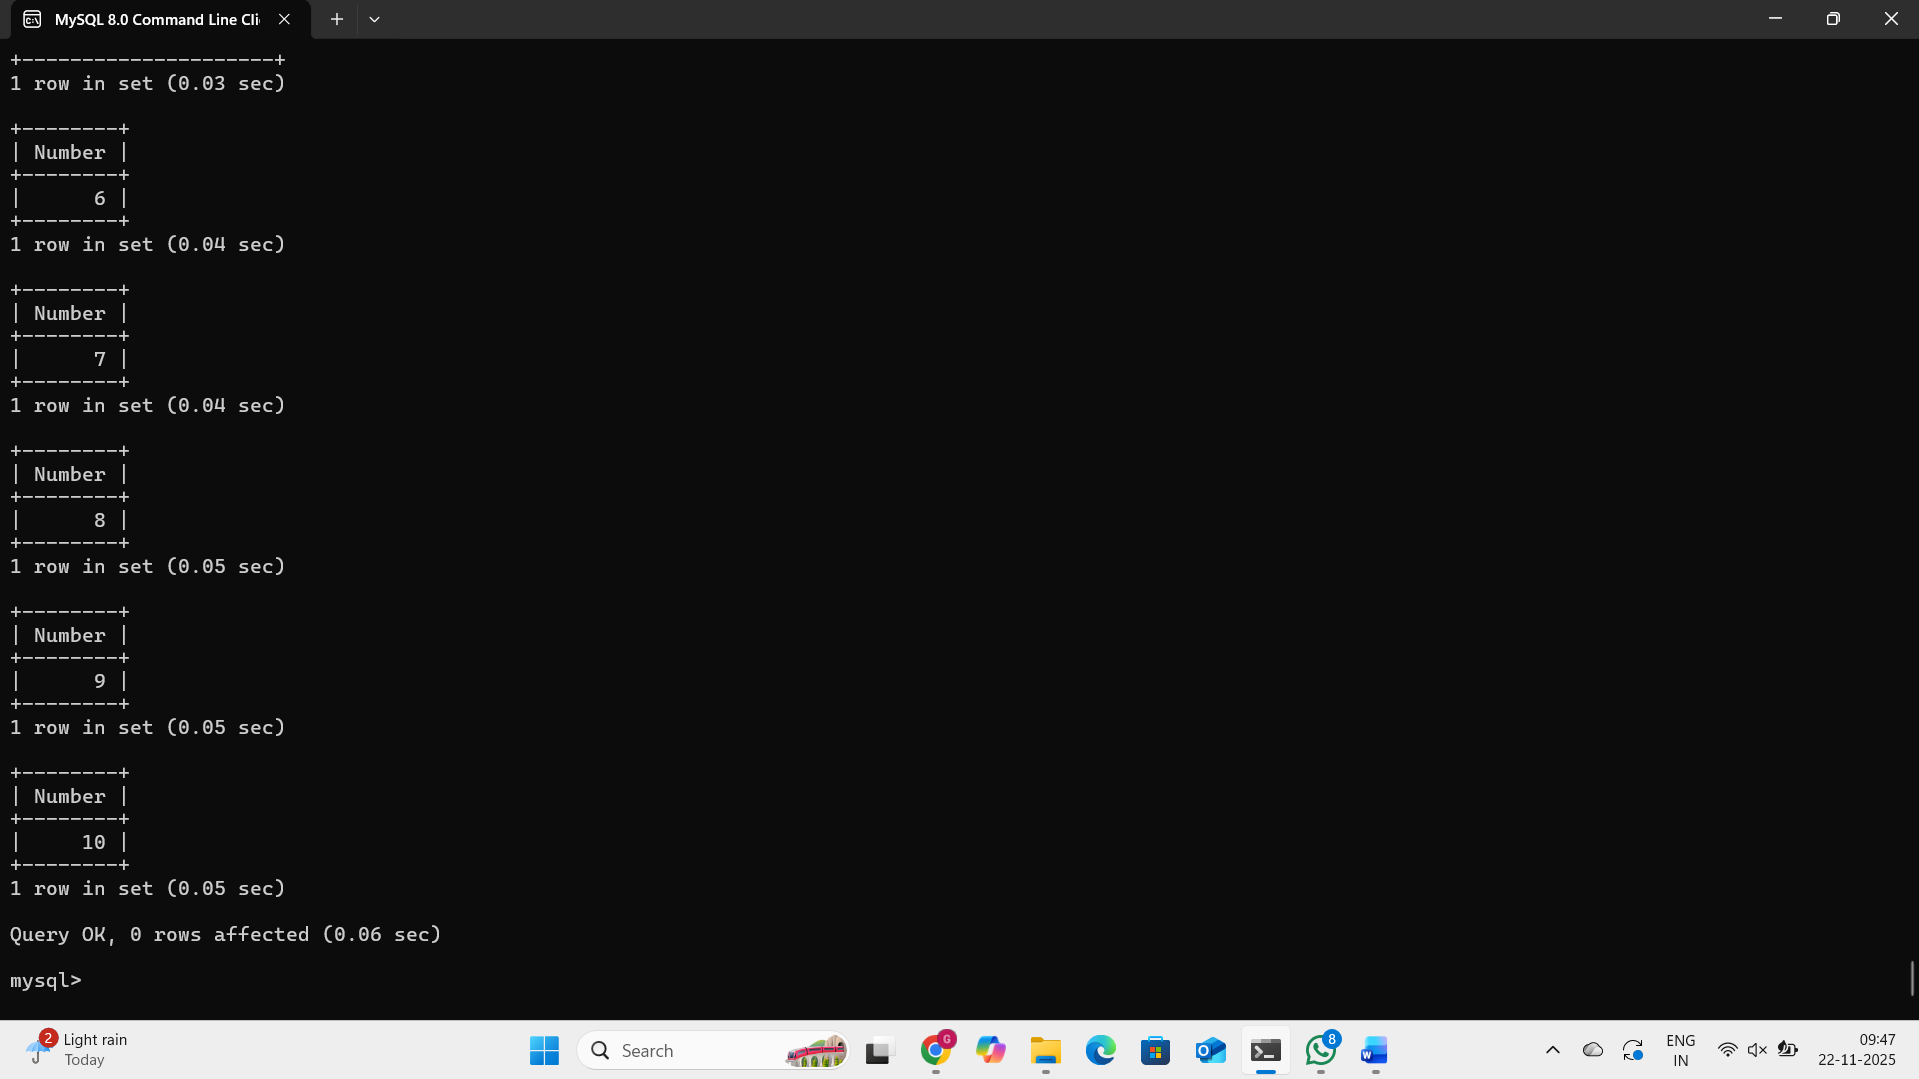 MySQL 8.0 Command Line Cli
+---------------------+
1 row in set (0.03 sec)
+--------+
| Number |
+--------+
|      6 |
+--------+
1 row in set (0.04 sec)
+--------+
| Number |
+--------+
|      7 |
+--------+
1 row in set (0.04 sec)
+--------+
| Number |
+--------+
|      8 |
+--------+
1 row in set (0.05 sec)
+--------+
| Number |
+--------+
|      9 |
+--------+
1 row in set (0.05 sec)
+--------+
| Number |
+--------+
|     10 |
+--------+
1 row in set (0.05 sec)
Query OK, 0 rows affected (0.06 sec)
mysql>
2
Light rain
Today
Search
G
8
ENG
IN
09:47
22-11-2025